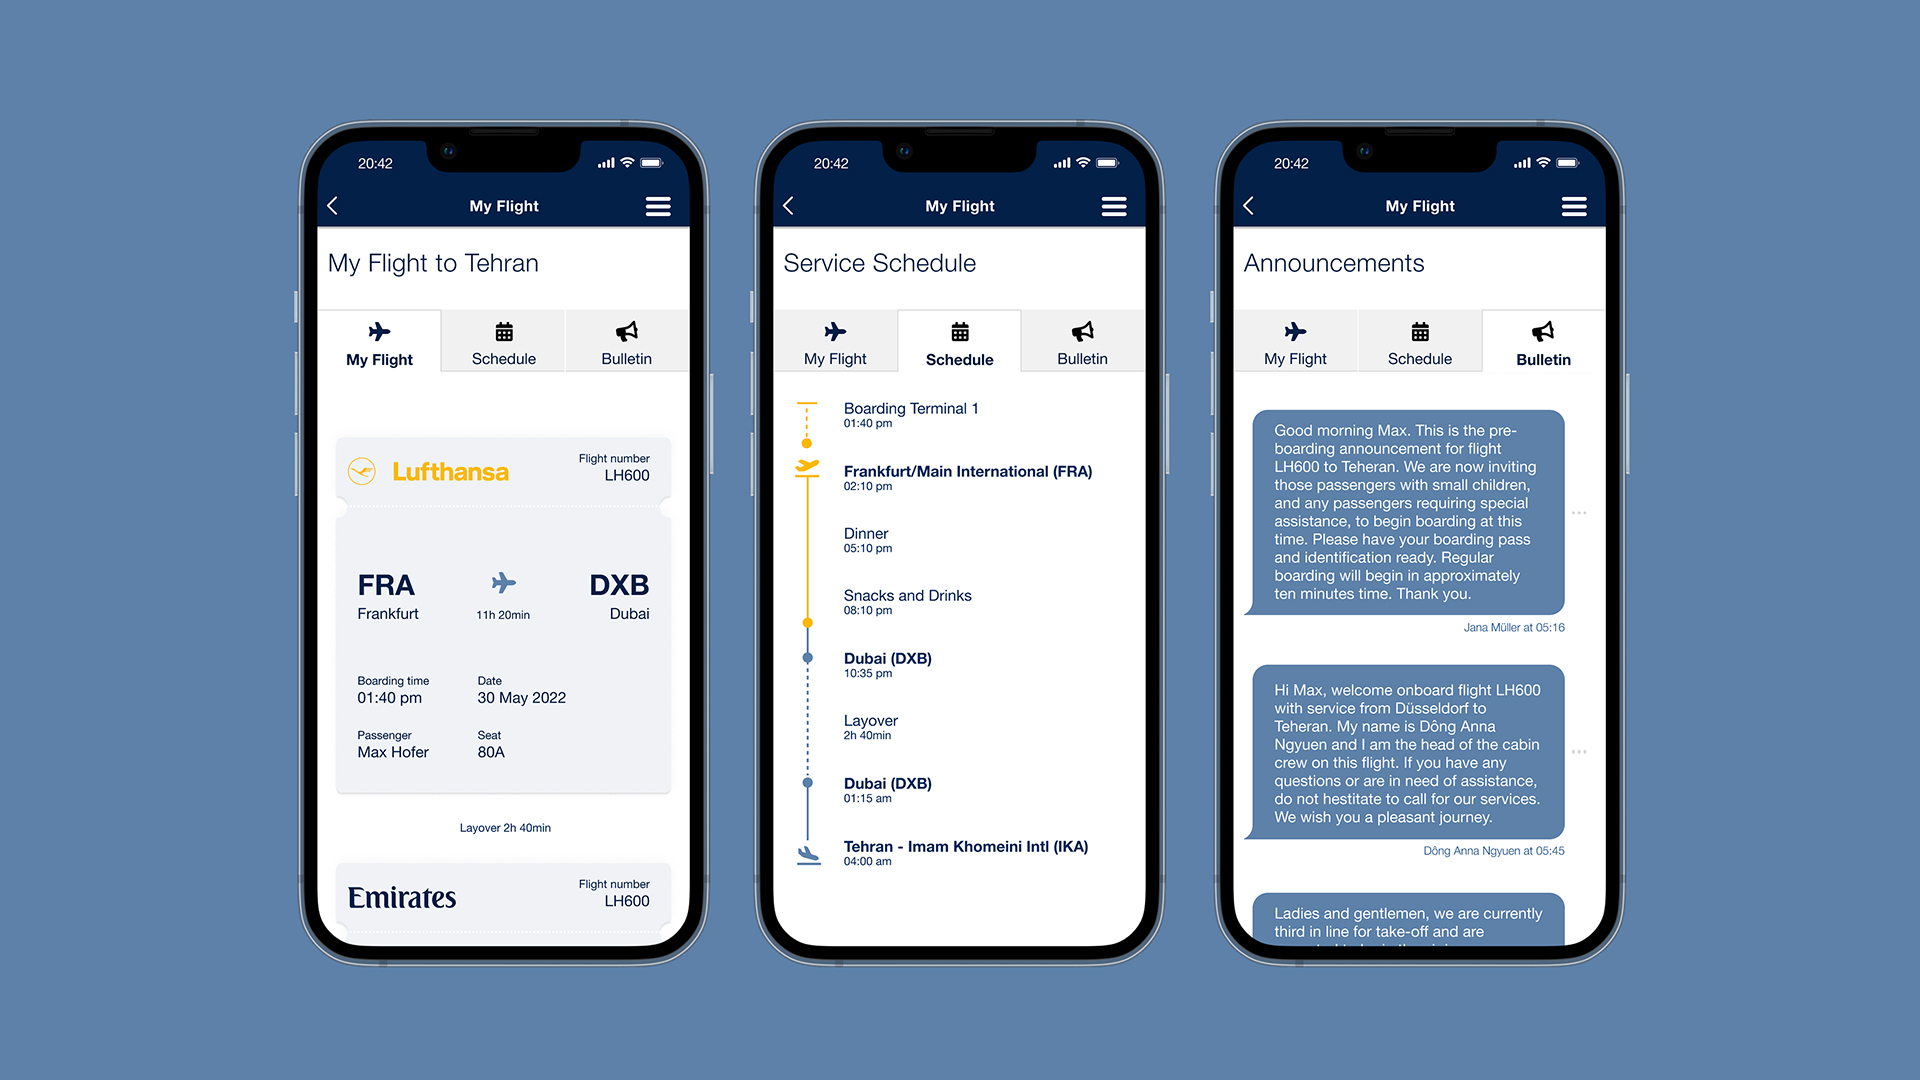 20:42
My Flight
My Flight to Tehran
My Flight
Schedule
Bulletin
Lufthansa
Flight number
LH600
FRA
DXB
Frankfurt
11h 20min
Dubai
Boarding time
Date
01:40 pm
30 May 2022
Passenger
Seat
Max Hofer
80A
Layover 2h 40min
Emirates
Flight number
LH600
20:42
My Flight
Service Schedule
My Flight
Schedule
Bulletin
Boarding Terminal 1
01:40 pm
Frankfurt/Main International (FRA)
02:10 pm
Dinner
05:10 pm
Snacks and Drinks
08:10 pm
Dubai (DXB)
10:35 pm
Layover
2h 40min
Dubai (DXB)
01:15 am
Tehran - Imam Khomeini Intl (IKA)
04:00 am
20:42
My Flight
Announcements
My Flight
Schedule
Bulletin
Good morning Max. This is the pre-
boarding announcement for flight
LH600 to Teheran. We are now inviting
those passengers with small children,
and any passengers requiring special
assistance, to begin boarding at this
time. Please have your boarding pass
and identification ready. Regular
boarding will begin in approximately
ten minutes time. Thank you.
Jana Müller at 05:16
Hi Max, welcome onboard flight LH600
with service from Düsseldorf to
Teheran. My name is Dông Anna
Ngyuen and I am the head of the cabin
crew on this flight. If you have any
questions or are in need of assistance,
do not hestitate to call for our services.
We wish you a pleasant journey.
Dông Anna Ngyuen at 05:45
Ladies and gentlemen, we are currently
third in line for take-off and are